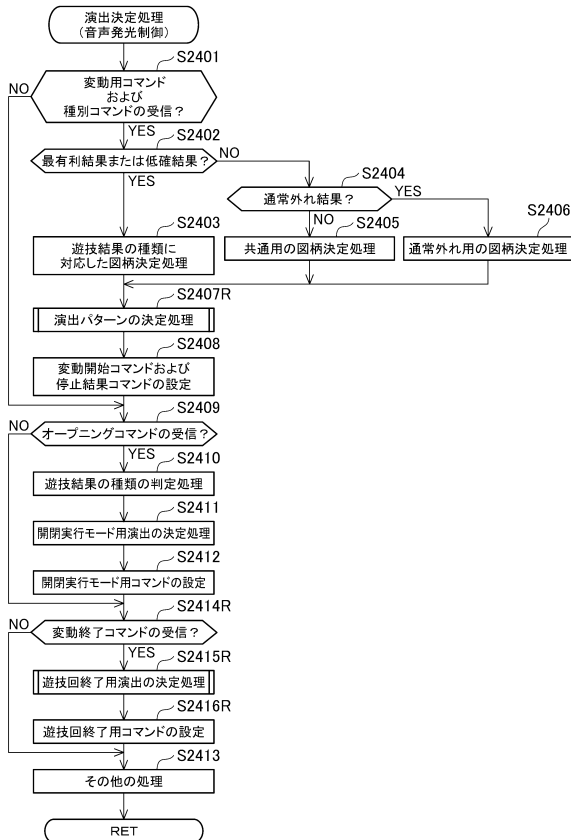 演出決定処理
(音声発光制御)
S2401
変動用コマンド
および
種別コマンドの受信?
NO
YES
S2402
最有利結果または低確結果?
NO
YES
S2404
通常外れ結果?
YES
NO
S2403
遊技結果の種類に
対応した図柄決定処理
S2405
共通用の図柄決定処理
S2406
通常外れ用の図柄決定処理
S2407R
演出パターンの決定処理
S2408
変動開始コマンドおよび
停止結果コマンドの設定
S2409
NO
オープニングコマンドの受信?
YES
S2410
遊技結果の種類の判定処理
S2411
開閉実行モード用演出の決定処理
S2412
開閉実行モード用コマンドの設定
S2414R
NO
変動終了コマンドの受信?
YES
S2415R
遊技回終了用演出の決定処理
S2416R
遊技回終了用コマンドの設定
S2413
その他の処理
RET